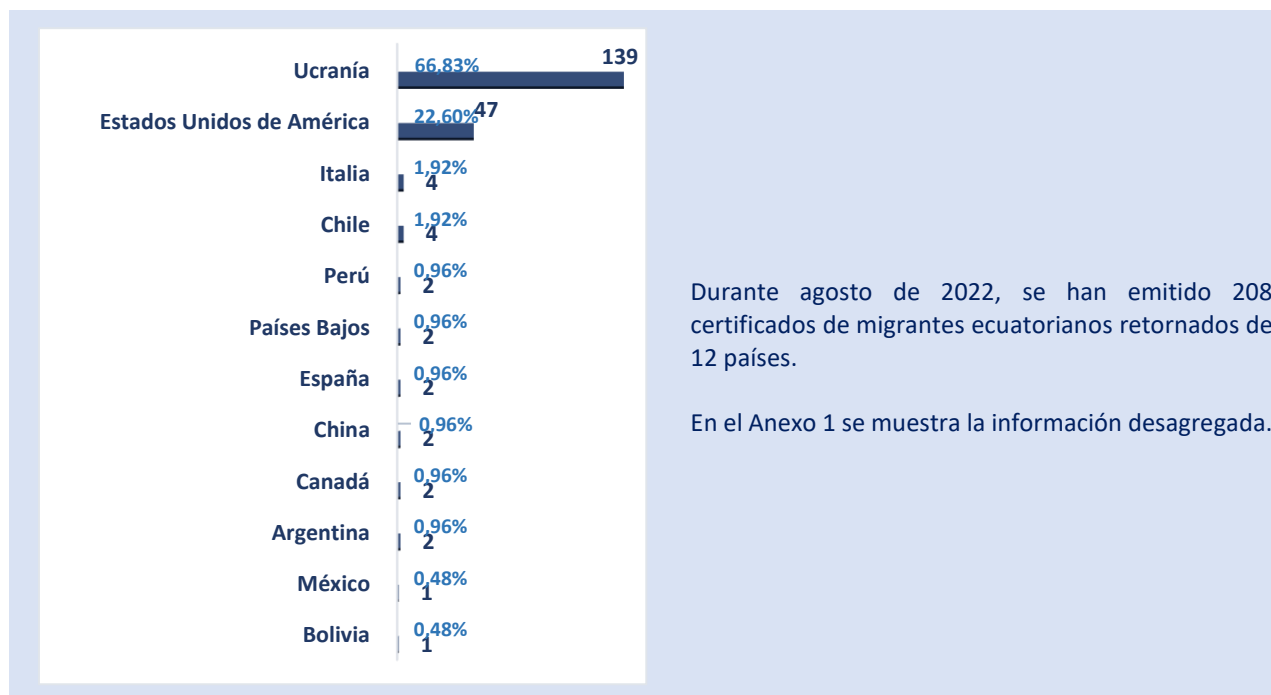 Ucranía 66,83% 139
Estados Unidos de América 22,60% 47
Italia 1,92% 4
Chile 1,92% 4
Perú 0,96% 2
Países Bajos 0,96% 2
España 0,96% 2
China 0,96% 2
Canadá 0,96% 2
Argentina 0,96% 2
México 0,48% 1
Bolivia 0,48% 1
Durante agosto de 2022, se han emitido 208
certificados de migrantes ecuatorianos retornados de
12 países.
En el Anexo 1 se muestra la información desagregada.